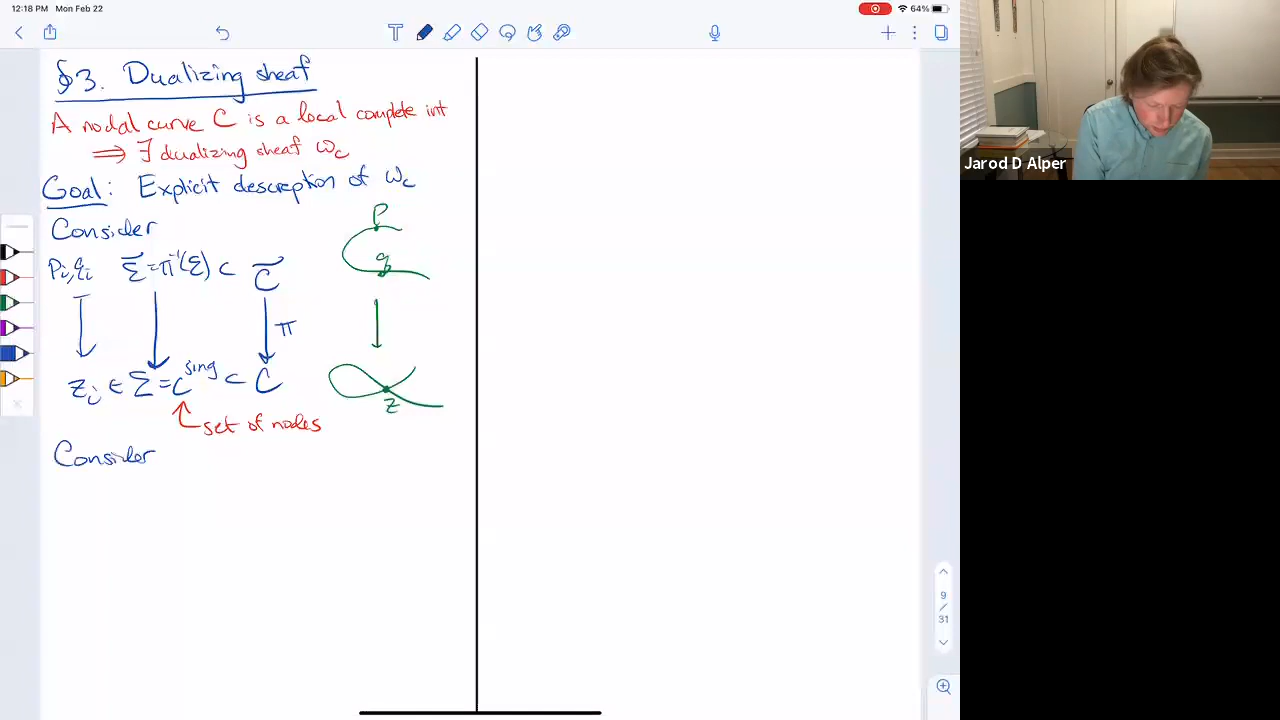 12:18 PM Mon Feb 22
64%
§3. Dualizing sheaf
A nodal curve C is a local complete int
⟹ ∃ dualizing sheaf ω_C
Goal: Explicit description of ω_C
Consider
p_i, q_i Σ̃ = π⁻¹(Σ) ⊂ C̃
π
z_i ∈ Σ = C^sing ⊂ C
set of nodes
p
q
z
Consider
Jarod D Alper
9
/
31